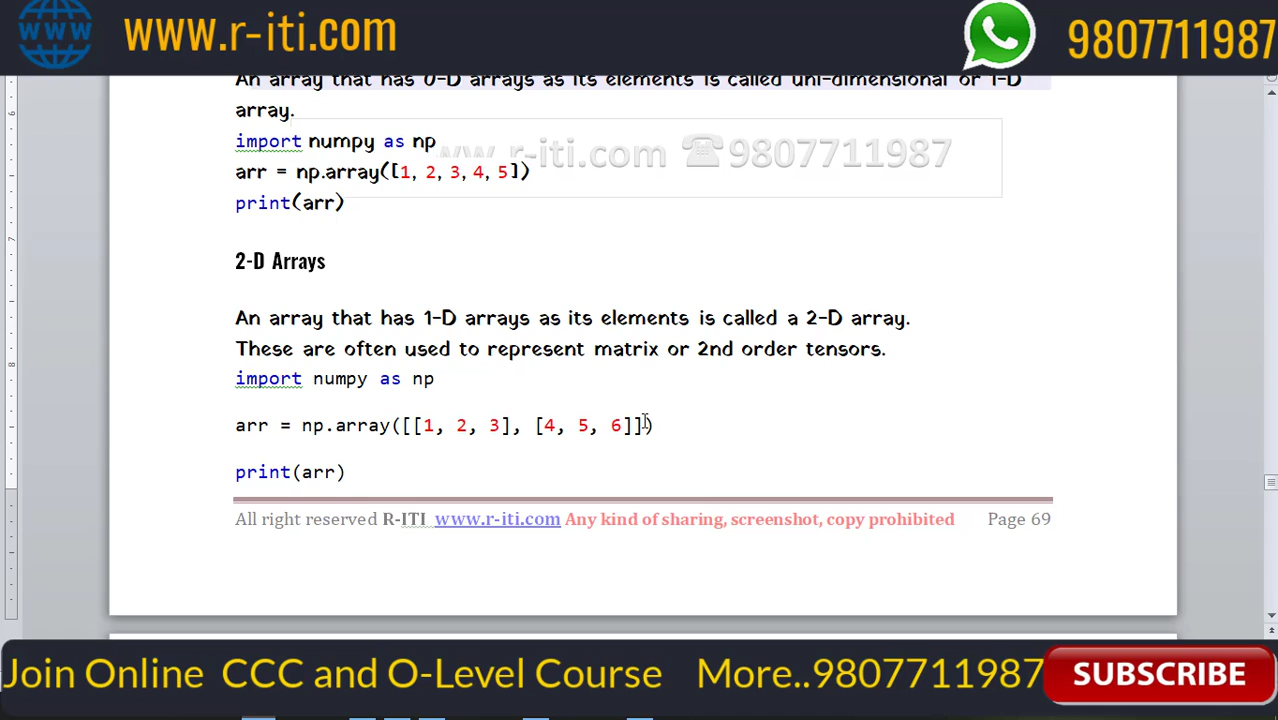 www.r-iti.com
9807711987
An array that has 0-D arrays as its elements is called uni-dimensional or 1-D
array.
import numpy as np
www.r-iti.com ☎9807711987
arr = np.array([1, 2, 3, 4, 5])
print(arr)
2-D Arrays
An array that has 1-D arrays as its elements is called a 2-D array.
These are often used to represent matrix or 2nd order tensors.
import numpy as np
arr = np.array([[1, 2, 3], [4, 5, 6]])
print(arr)
All right reserved R-ITI www.r-iti.com Any kind of sharing, screenshot, copy prohibited Page 69
Join Online CCC and O-Level Course More..9807711987
SUBSCRIBE